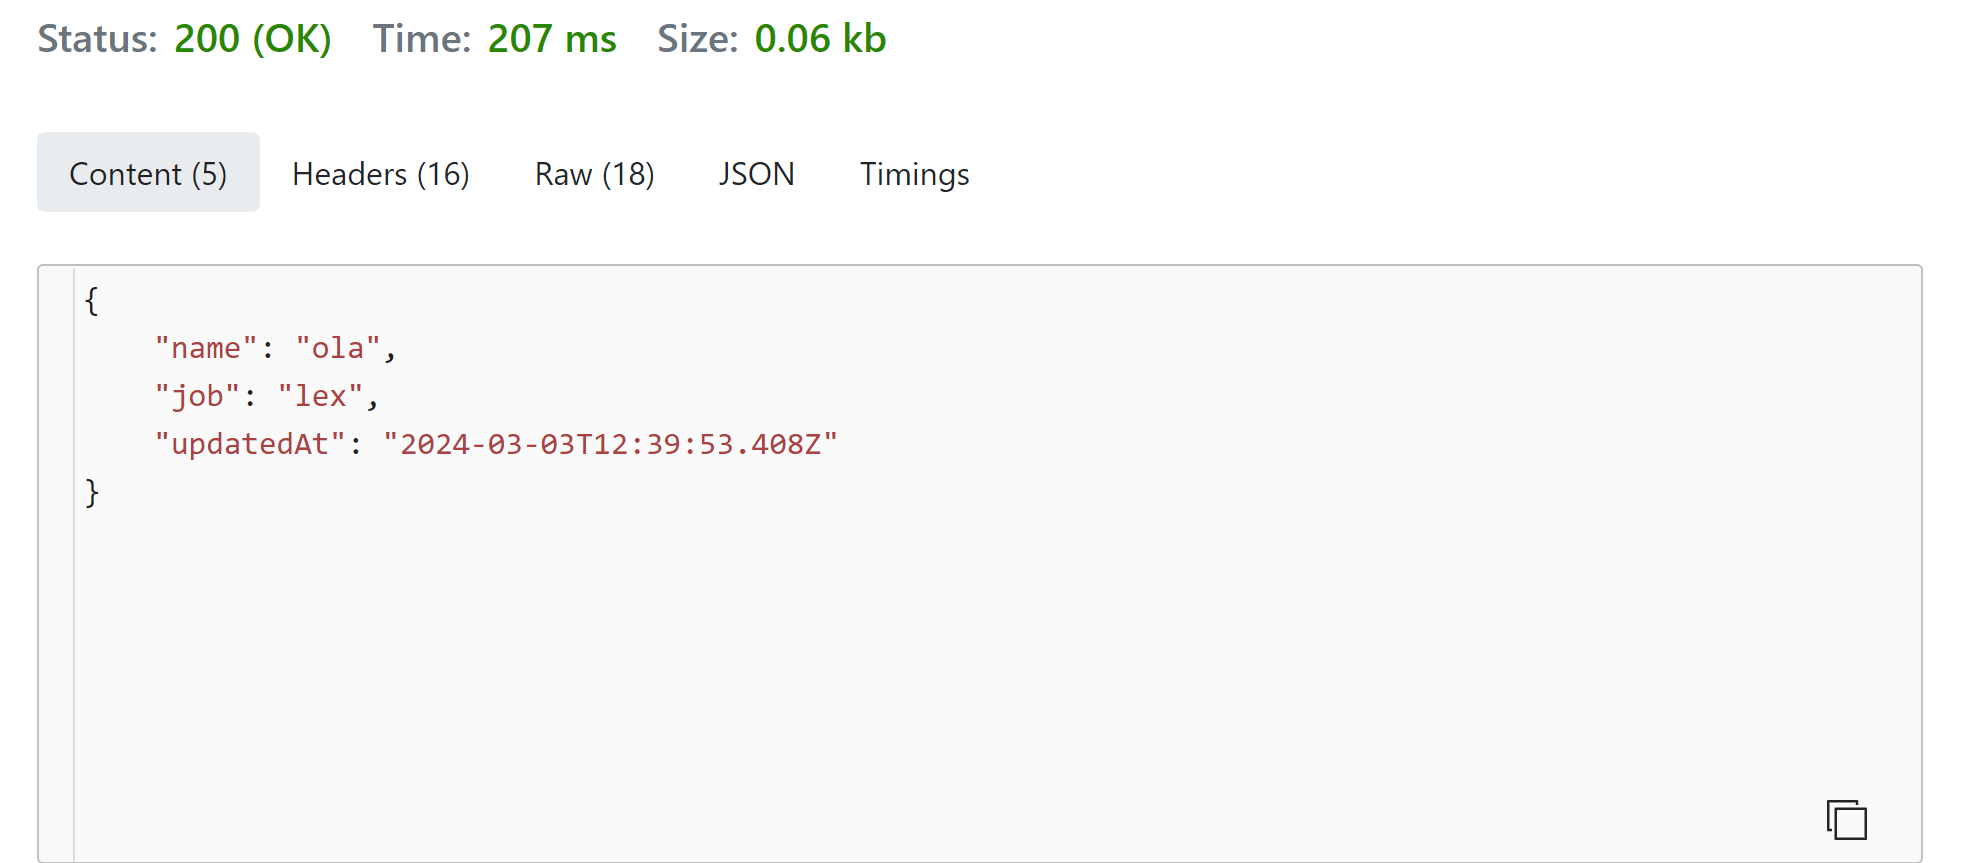 Status: 200 (OK) Time: 207 ms Size: 0.06 kb
Content (5) Headers (16) Raw (18) JSON Timings
{
    "name": "ola",
    "job": "lex",
    "updatedAt": "2024-03-03T12:39:53.408Z"
}